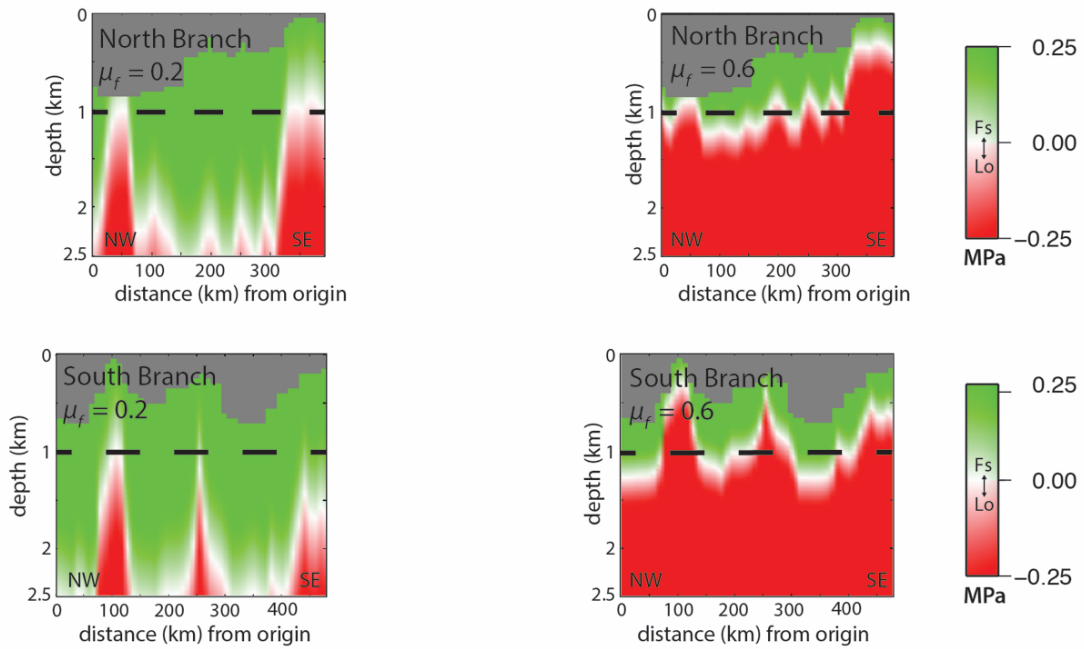 North Branch
μf = 0.2
0
1
2
2.5
depth (km)
NW
SE
0
100
200
300
distance (km) from origin
North Branch
μf = 0.6
0
1
2
2.5
depth (km)
NW
SE
0
100
200
300
distance (km) from origin
0.25
Fs
0.00
Lo
−0.25
MPa
South Branch
μf = 0.2
0
1
2
2.5
depth (km)
NW
SE
0
100
200
300
400
distance (km) from origin
South Branch
μf = 0.6
0
1
2
2.5
depth (km)
NW
SE
0
100
200
300
400
distance (km) from origin
0.25
Fs
0.00
Lo
−0.25
MPa